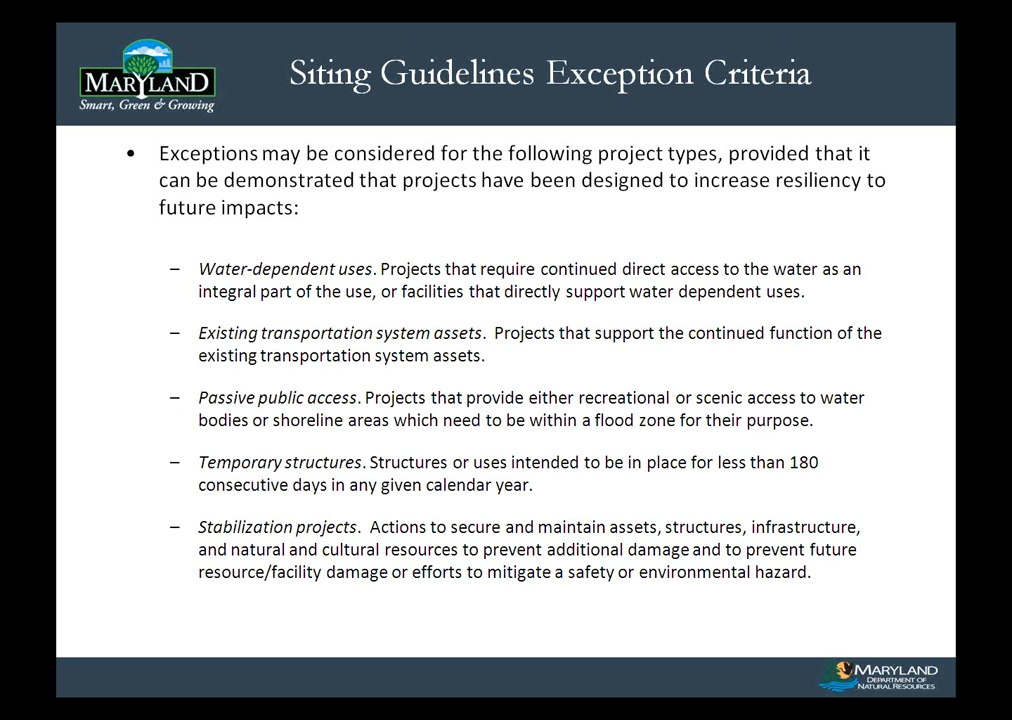 MARYLAND
Smart, Green & Growing
Siting Guidelines Exception Criteria
• Exceptions may be considered for the following project types, provided that it
can be demonstrated that projects have been designed to increase resiliency to
future impacts:
– Water-dependent uses. Projects that require continued direct access to the water as an
integral part of the use, or facilities that directly support water dependent uses.
– Existing transportation system assets. Projects that support the continued function of the
existing transportation system assets.
– Passive public access. Projects that provide either recreational or scenic access to water
bodies or shoreline areas which need to be within a flood zone for their purpose.
– Temporary structures. Structures or uses intended to be in place for less than 180
consecutive days in any given calendar year.
– Stabilization projects. Actions to secure and maintain assets, structures, infrastructure,
and natural and cultural resources to prevent additional damage and to prevent future
resource/facility damage or efforts to mitigate a safety or environmental hazard.
MARYLAND
DEPARTMENT OF
NATURAL RESOURCES